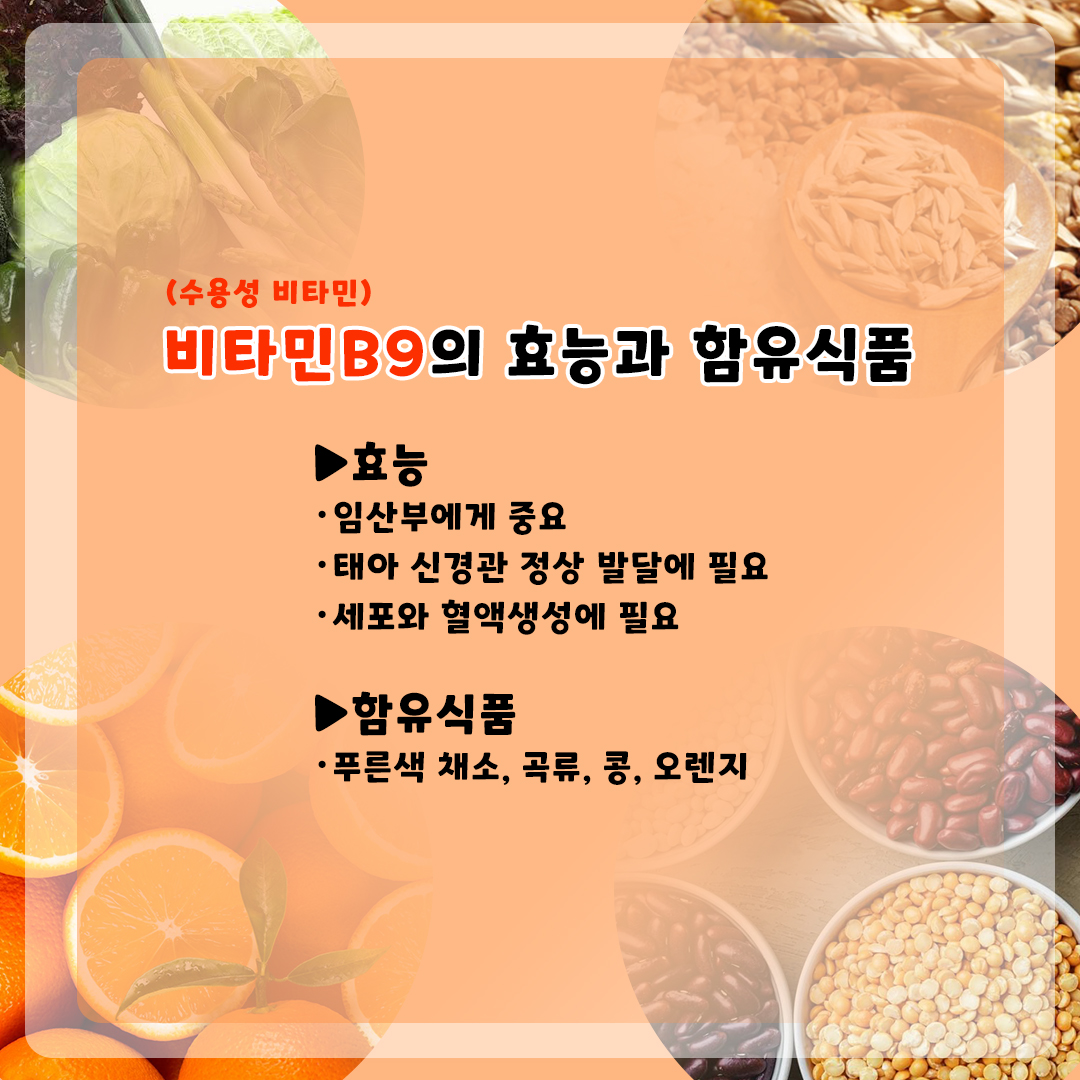 (수용성 비타민)
비타민B9의 효능과 함유식품
▶효능
·임산부에게 중요
·태아 신경관 정상 발달에 필요
·세포와 혈액생성에 필요
▶함유식품
·푸른색 채소, 곡류, 콩, 오렌지